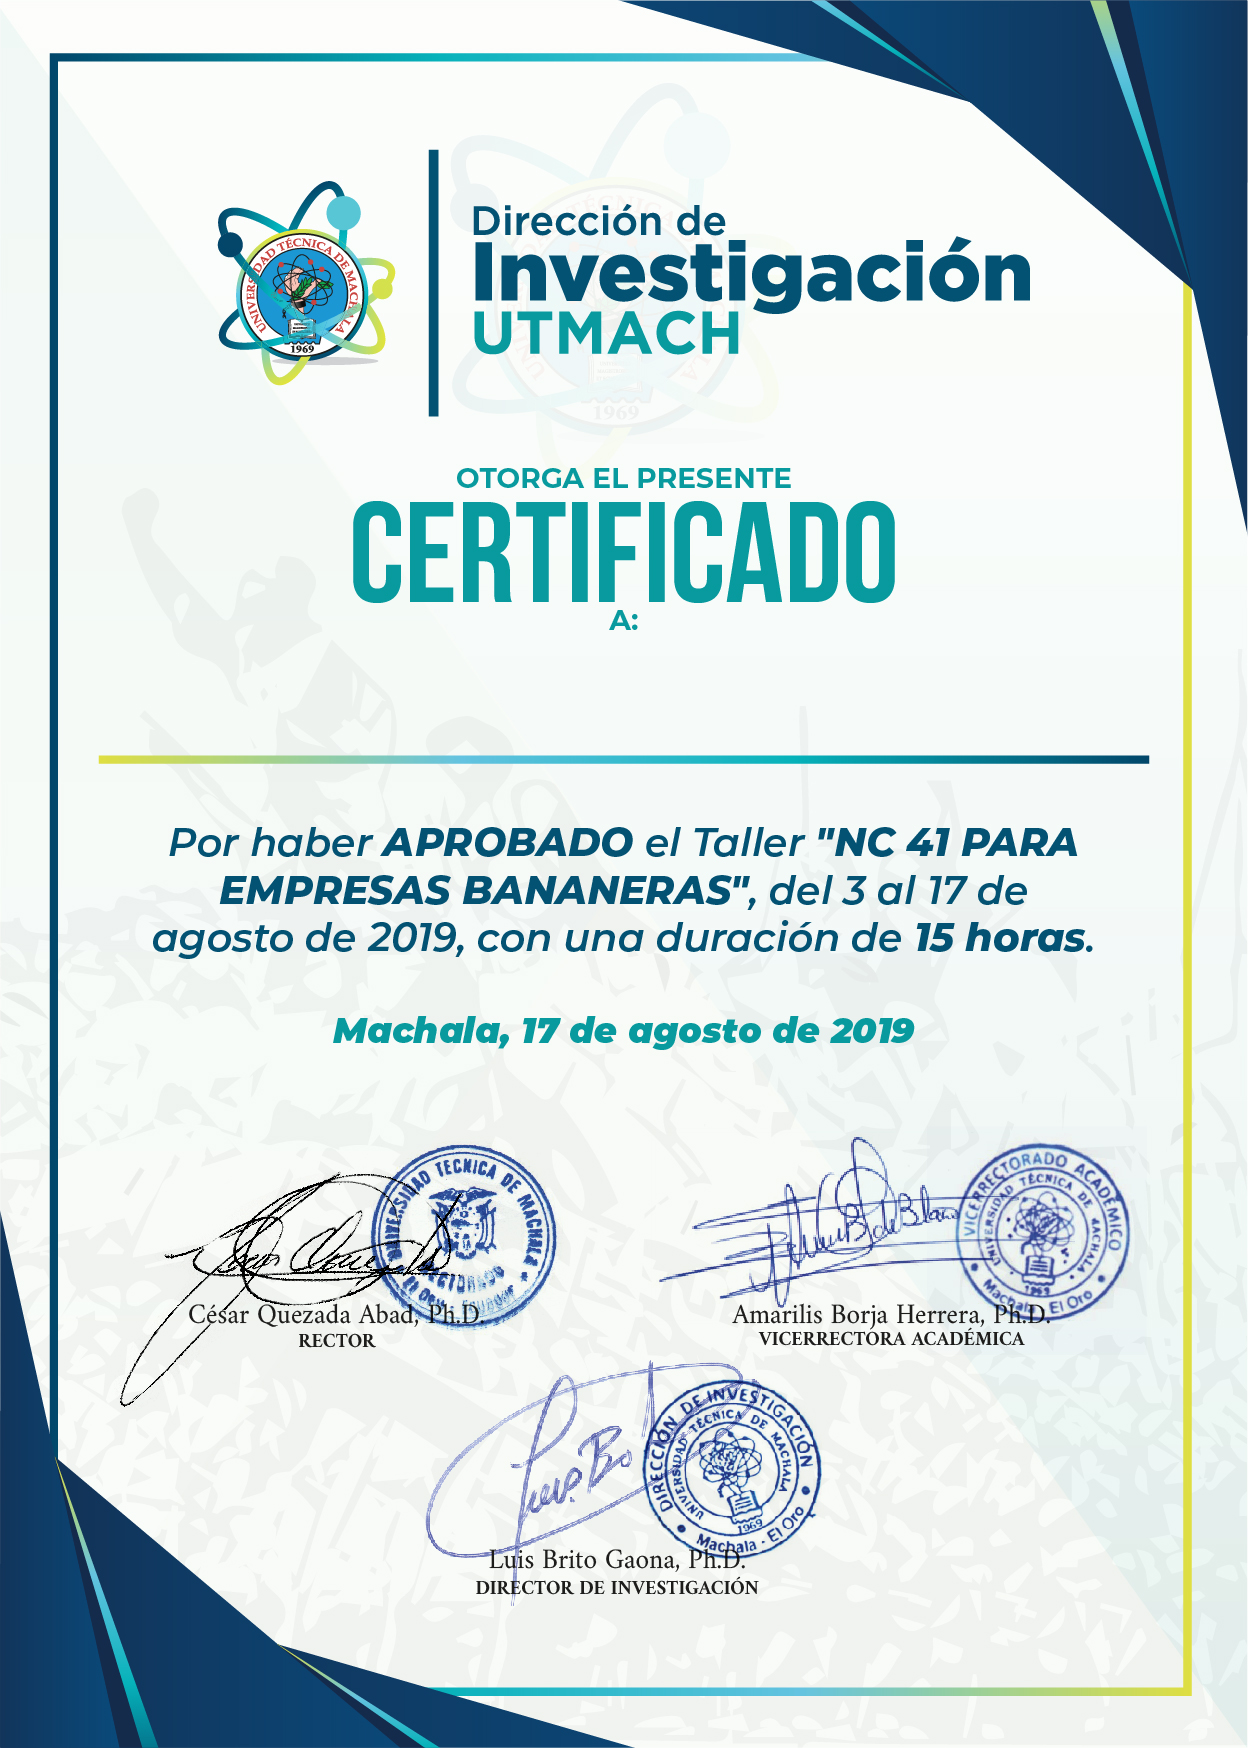 UNIVERSIDAD TÉCNICA DE MACHALA
1969
Dirección de
Investigación
UTMACH
1969
OTORGA EL PRESENTE
CERTIFICADO
A:
Por haber APROBADO el Taller "NC 41 PARA
EMPRESAS BANANERAS", del 3 al 17 de
agosto de 2019, con una duración de 15 horas.
Machala, 17 de agosto de 2019
UNIVERSIDAD TECNICA DE MACHALA
RECTORADO
César Quezada Abad, Ph.D.
RECTOR
VICERRECTORADO ACADÉMICO
UNIVERSIDAD TÉCNICA DE MACHALA
1969
Machala - El Oro
Amarilis Borja Herrera, Ph.D.
VICERRECTORA ACADÉMICA
DIRECCIÓN DE INVESTIGACIÓN
UNIVERSIDAD TÉCNICA DE MACHALA
1969
Machala - El Oro
Luis Brito Gaona, Ph.D.
DIRECTOR DE INVESTIGACIÓN